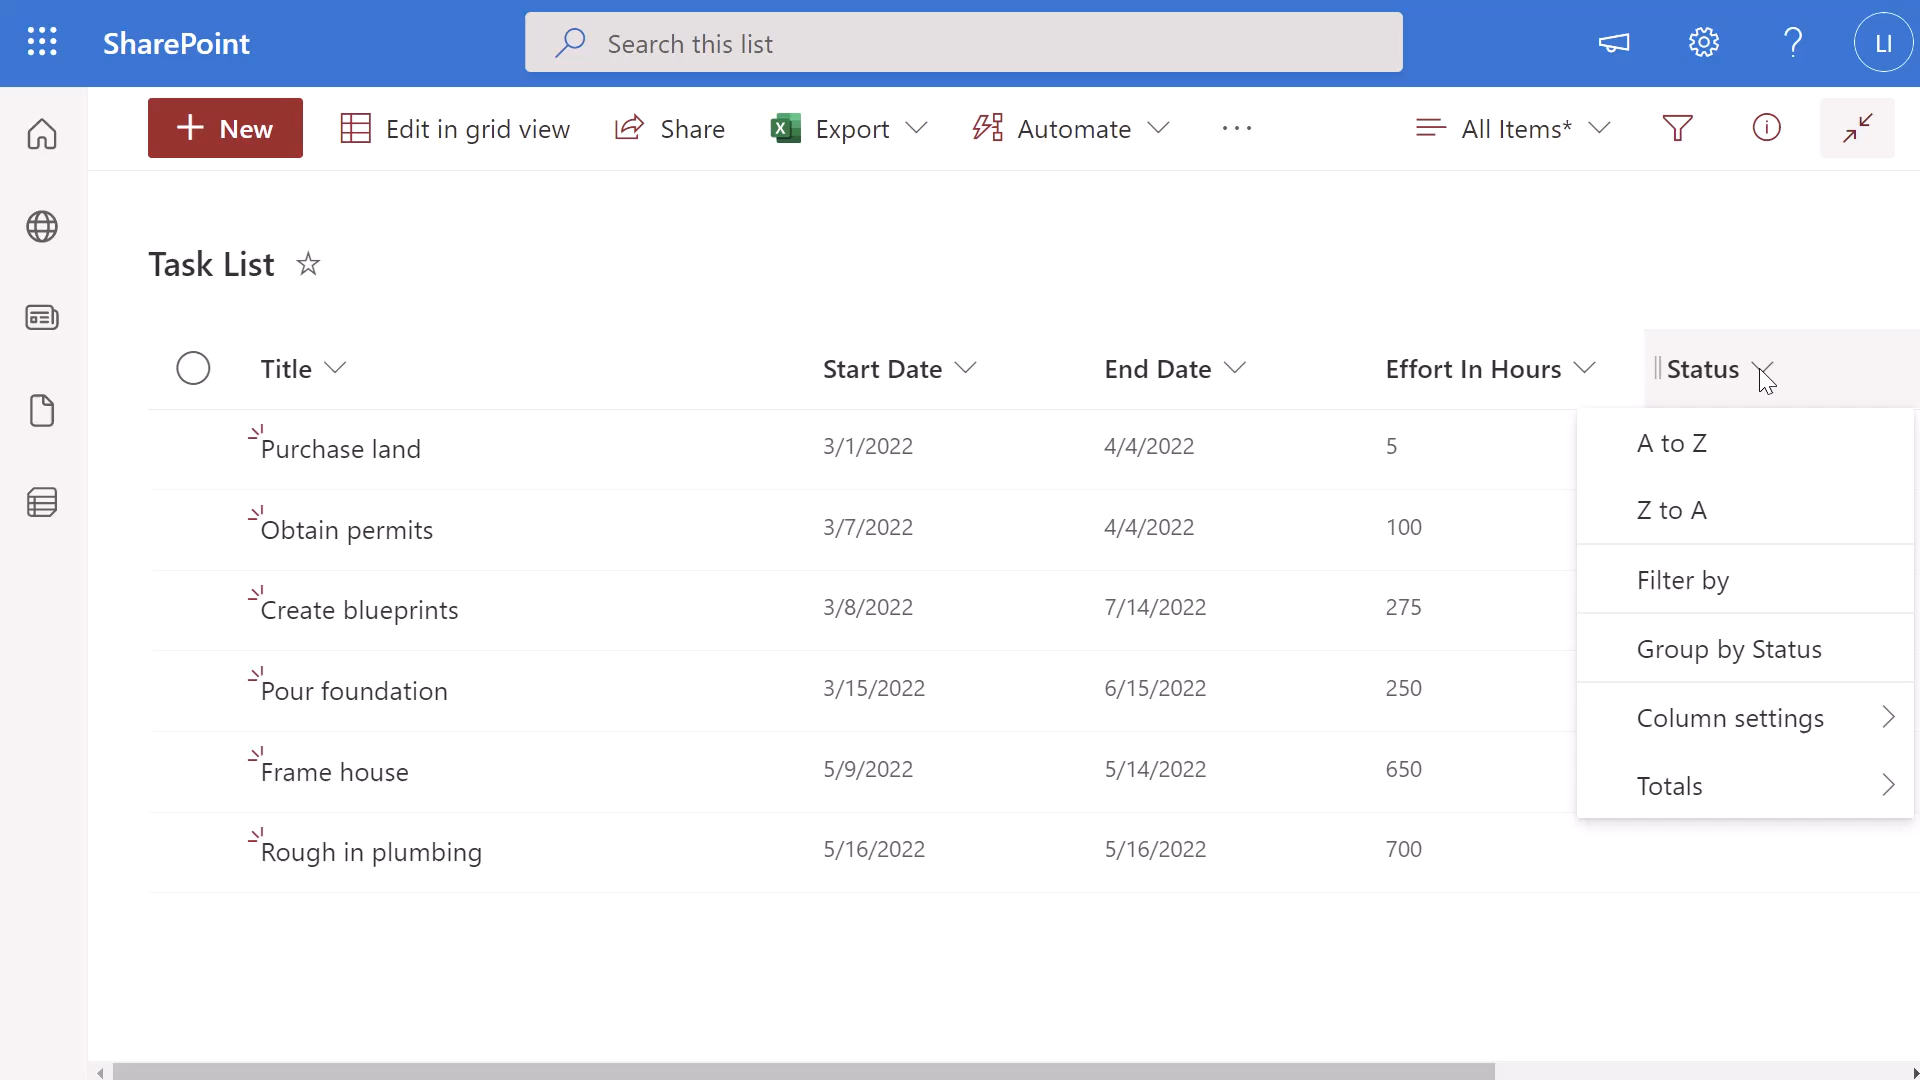 SharePoint
Search this list
LI
New
Edit in grid view
Share
Export
Automate
All Items*
Task List
Title
Start Date
End Date
Effort In Hours
Status
Purchase land
3/1/2022
4/4/2022
5
Obtain permits
3/7/2022
4/4/2022
100
Create blueprints
3/8/2022
7/14/2022
275
Pour foundation
3/15/2022
6/15/2022
250
Frame house
5/9/2022
5/14/2022
650
Rough in plumbing
5/16/2022
5/16/2022
700
A to Z
Z to A
Filter by
Group by Status
Column settings
Totals